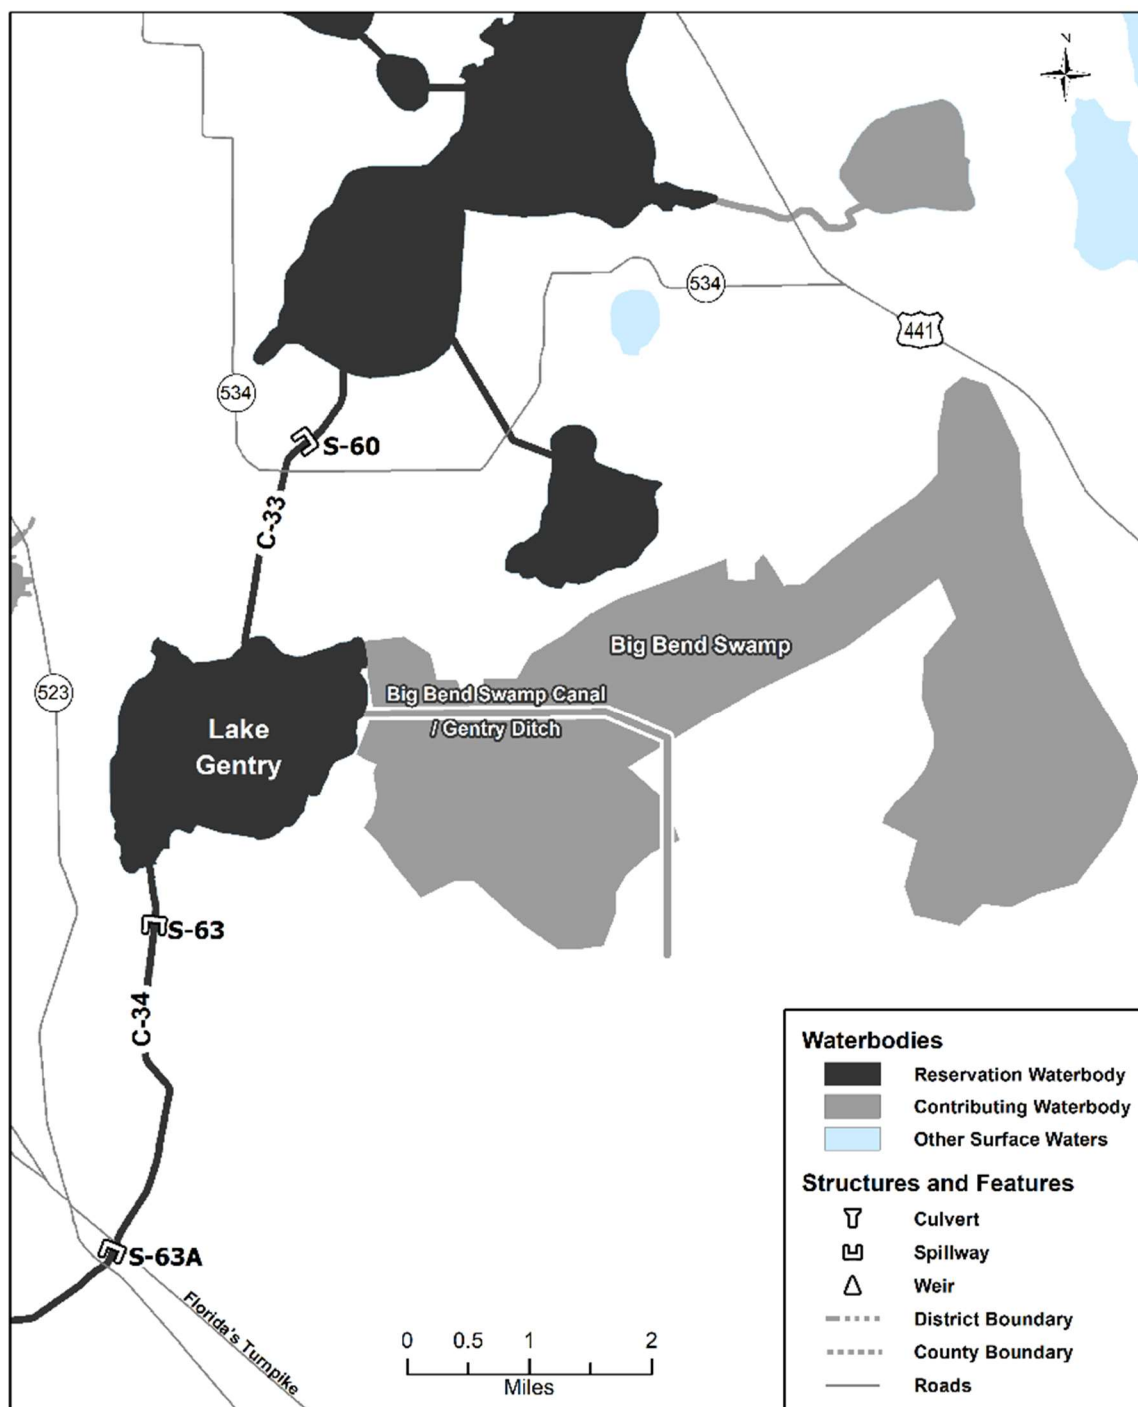 N
534
441
534
S-60
C-33
Big Bend Swamp
523
Big Bend Swamp Canal
/ Gentry Ditch
Lake
Gentry
S-63
C-34
S-63A
Florida's Turnpike
0 0.5 1 2
Miles
Waterbodies
Reservation Waterbody
Contributing Waterbody
Other Surface Waters
Structures and Features
Culvert
Spillway
Weir
District Boundary
County Boundary
Roads